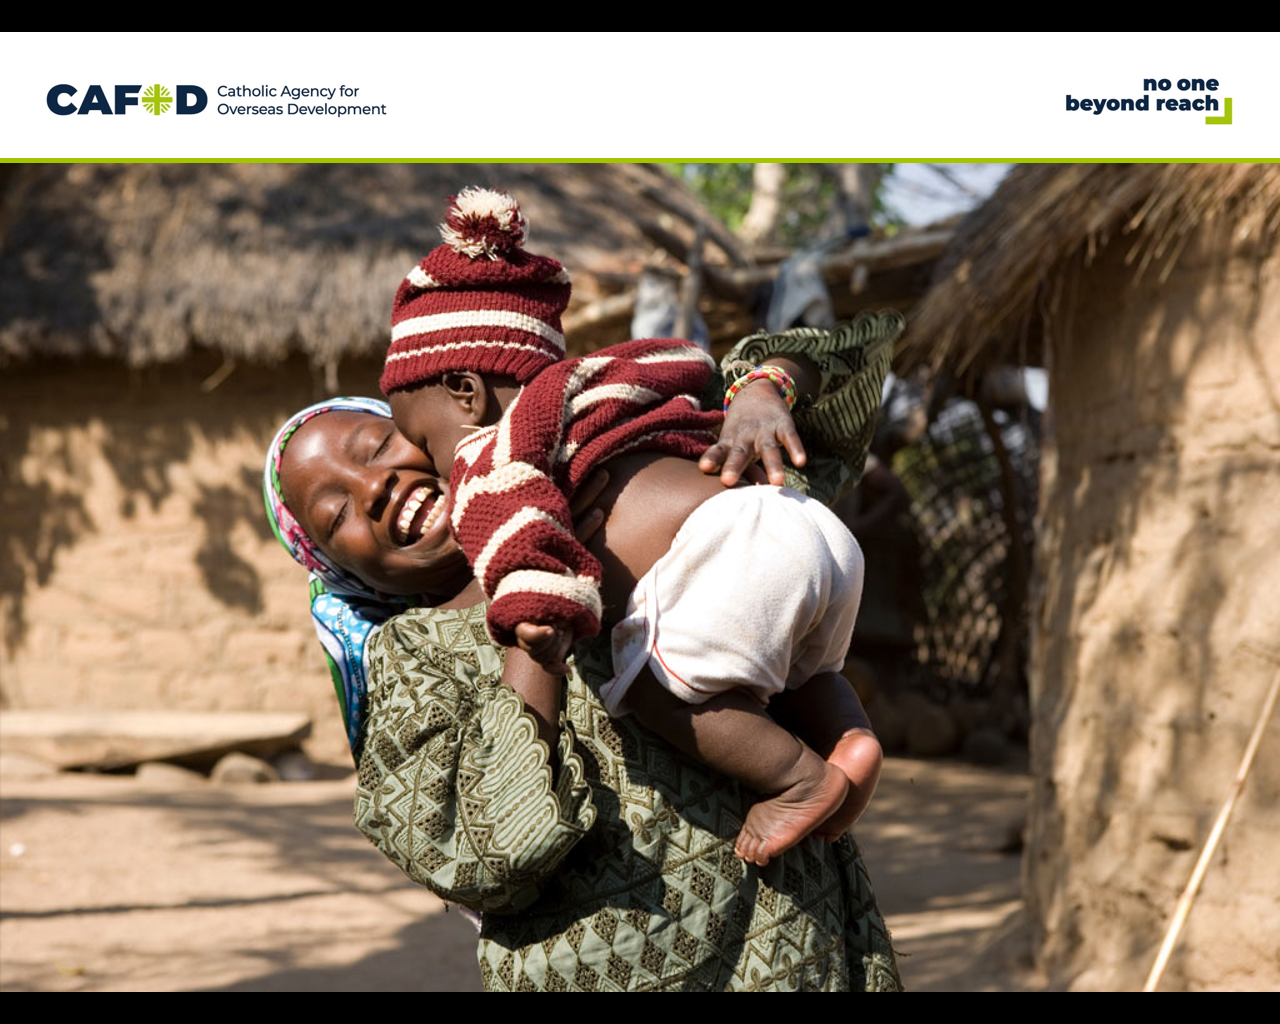 CAFOD
Catholic Agency for
Overseas Development
no one
beyond reach